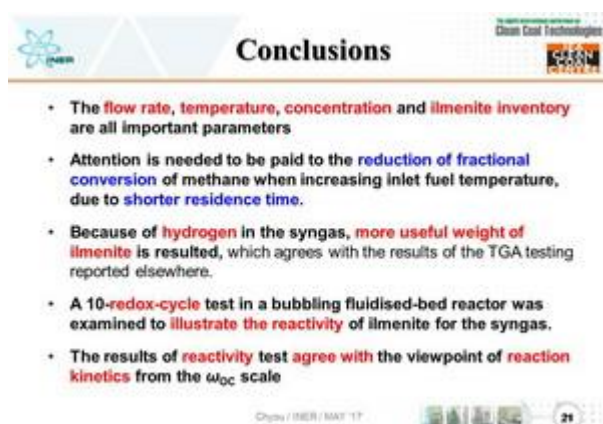 INER
Conclusions
Clean Coal Technologies
IEA
CLEAN
COAL
CENTRE
• The flow rate, temperature, concentration and ilmenite inventory
are all important parameters
• Attention is needed to be paid to the reduction of fractional
conversion of methane when increasing inlet fuel temperature,
due to shorter residence time.
• Because of hydrogen in the syngas, more useful weight of
ilmenite is resulted, which agrees with the results of the TGA testing
reported elsewhere.
• A 10-redox-cycle test in a bubbling fluidised-bed reactor was
examined to illustrate the reactivity of ilmenite for the syngas.
• The results of reactivity test agree with the viewpoint of reaction
kinetics from the ωOC scale
Chyou / INER / MAY '17
21